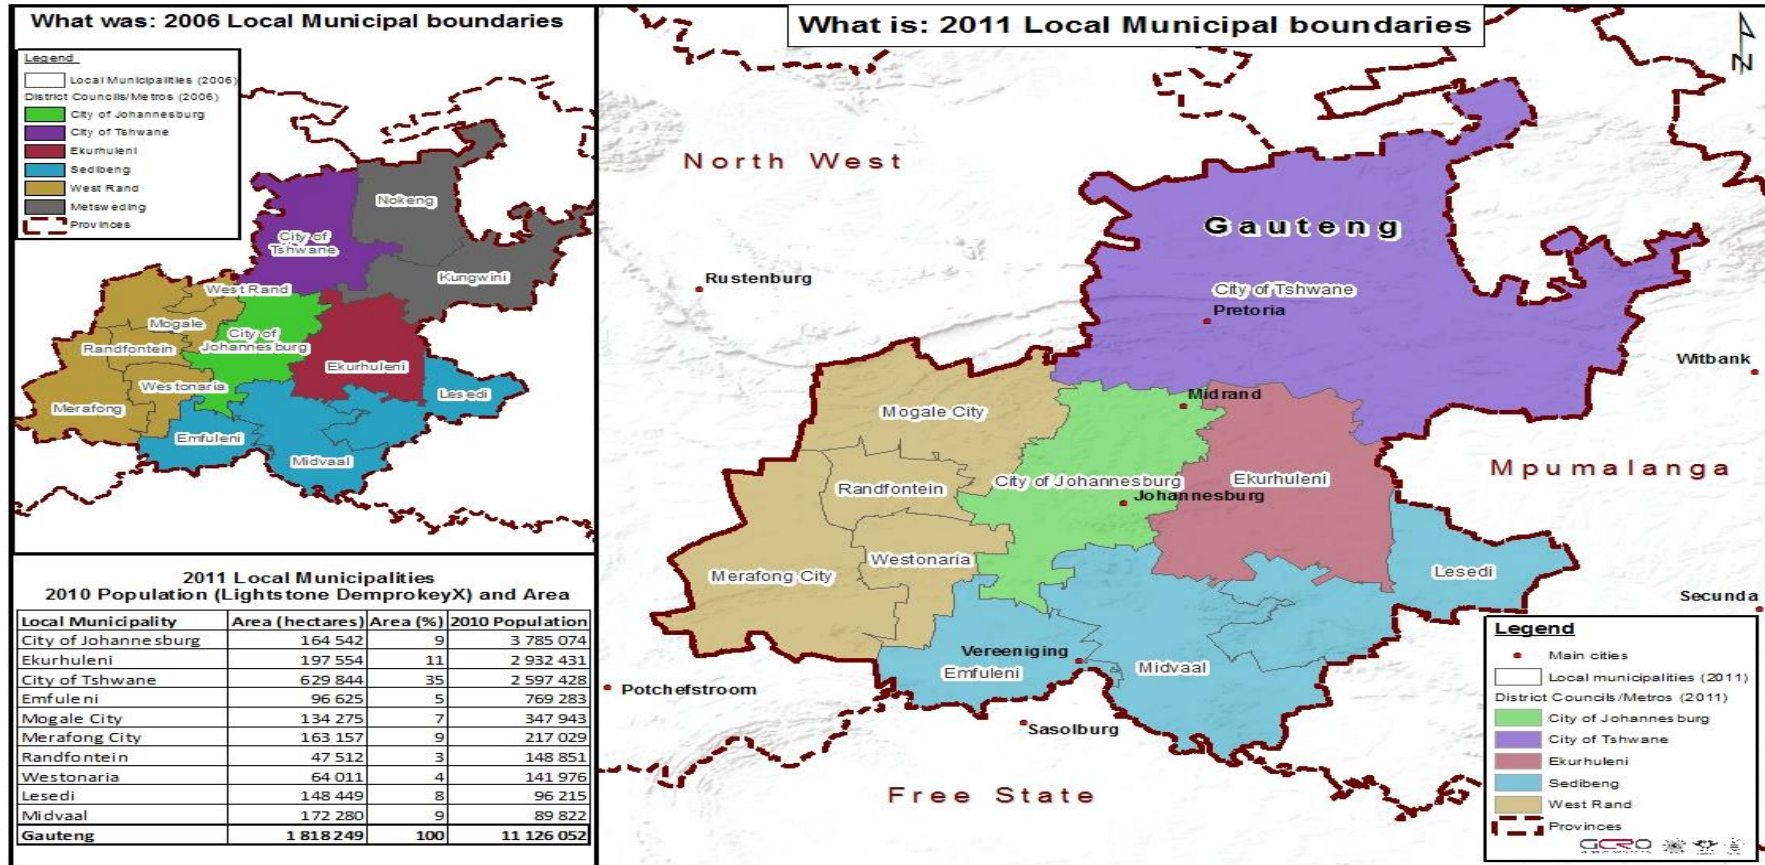 What was: 2006 Local Municipal boundaries
Legend
Local Municipalities (2006)
District Councils/Metros (2006)
City of Johannesburg
City of Tshwane
Ekurhuleni
Sedibeng
West Rand
Metsweding
Provinces
Nokeng
City of
Tshwane
Kungwini
West Rand
Mogale
City of
Johannesburg
Randfontein
Ekurhuleni
Westonaria
Lesedi
Merafong
Emfuleni
Midvaal
2011 Local Municipalities
2010 Population (Lightstone DemprokeyX) and Area
Local Municipality Area (hectares) Area (%) 2010 Population
City of Johannesburg 164 542 9 3 785 074
Ekurhuleni 197 554 11 2 932 431
City of Tshwane 629 844 35 2 597 428
Emfuleni 96 625 5 769 283
Mogale City 134 275 7 347 943
Merafong City 163 157 9 217 029
Randfontein 47 512 3 148 851
Westonaria 64 011 4 141 976
Lesedi 148 449 8 96 215
Midvaal 172 280 9 89 822
Gauteng 1 818 249 100 11 126 052
What is: 2011 Local Municipal boundaries
N
North West
Gauteng
Rustenburg
City of Tshwane
Pretoria
Witbank
Midrand
Mogale City
Mpumalanga
Ekurhuleni
City of Johannesburg
Randfontein
Johannesburg
Westonaria
Merafong City
Lesedi
Secunda
Vereeniging
Emfuleni
Midvaal
Potchefstroom
Sasolburg
Free State
Legend
Main cities
Local municipalities (2011)
District Councils/Metros (2011)
City of Johannesburg
City of Tshwane
Ekurhuleni
Sedibeng
West Rand
Provinces
GCRO